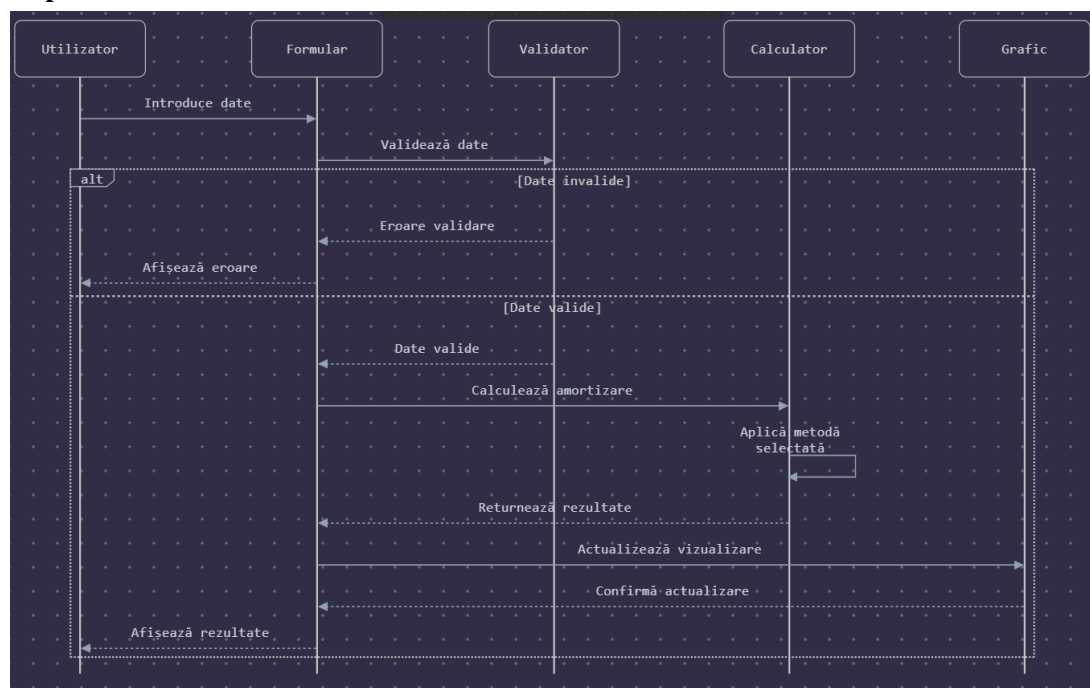 Utilizator
Formular
Validator
Calculator
Grafic
Introduce date
Validează date
alt
[Date invalide]
Eroare validare
Afișează eroare
[Date valide]
Date valide
Calculează amortizare
Aplică metodă
selectată
Returnează rezultate
Actualizează vizualizare
Confirmă actualizare
Afișează rezultate